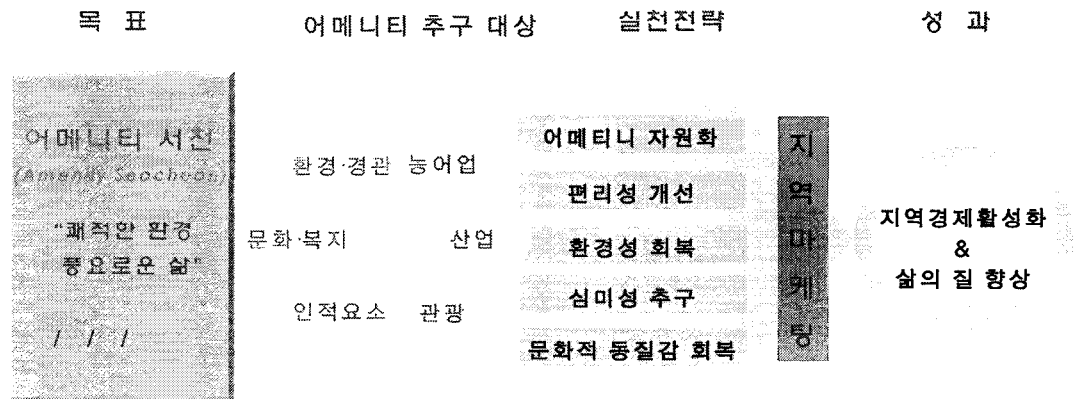 목 표
어메니티 추구 대상
실천전략
성 과
어메니티 서천
(Amenity Seocheon)
"쾌적한 환경
풍요로운 삶"
/ / /
환경·경관 농어업
문화·복지 산업
인적요소 관광
어메티니 자원화
편리성 개선
환경성 회복
심미성 추구
문화적 동질감 회복
지역마케팅
지역경제활성화
&
삶의 질 향상